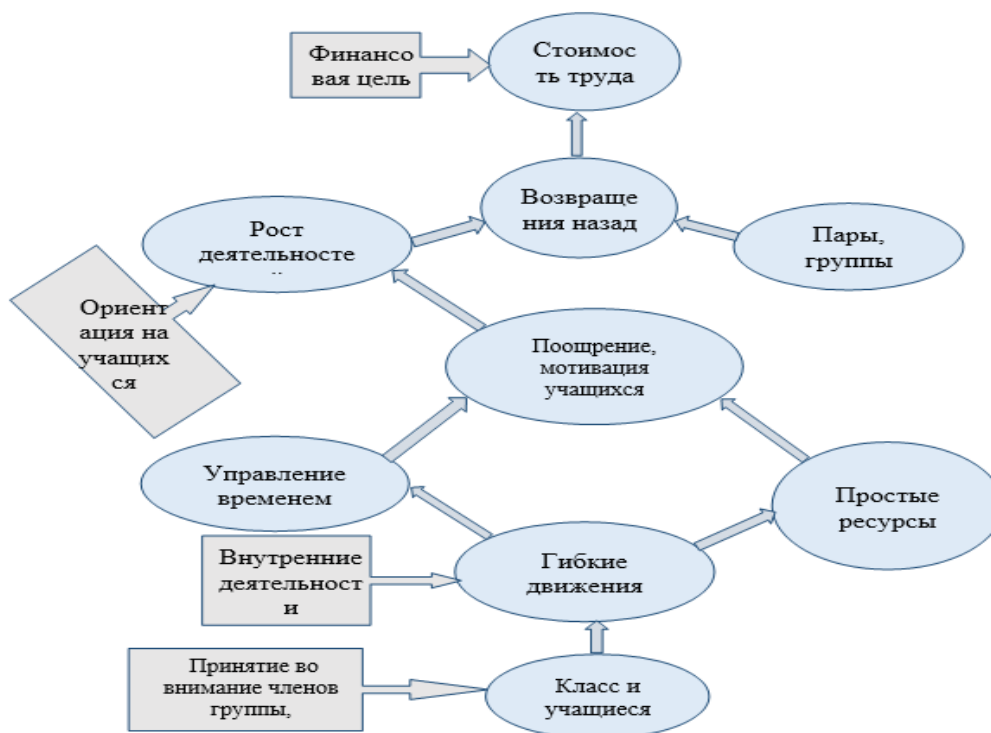 Финансо
вая цель
Стоимос
ть труда
Возвраще
ния назад
Рост
деятельносте
й
Пары,
группы
Ориент
ация на
учащих
ся
Поощрение,
мотивация
учащихся
Управление
временем
Простые
ресурсы
Внутренние
деятельност
и
Гибкие
движения
Принятие во
внимание членов
группы,
Класс и
учащиеся